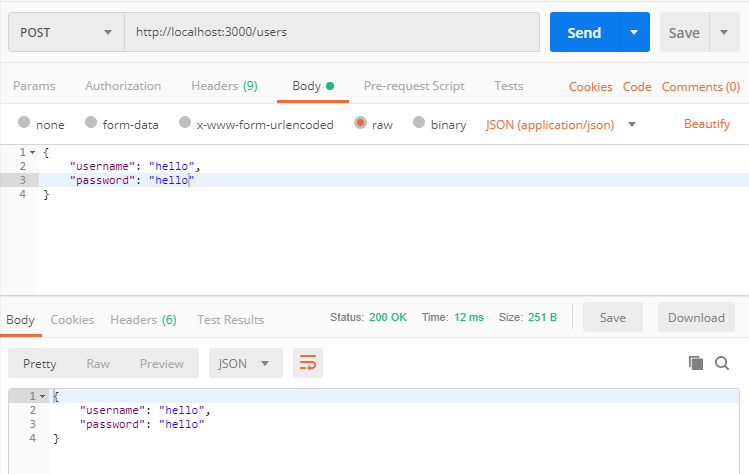 POST http://localhost:3000/users Send Save
Params Authorization Headers (9) Body Pre-request Script Tests Cookies Code Comments (0)
none form-data x-www-form-urlencoded raw binary JSON (application/json) Beautify
1 {
2 "username": "hello",
3 "password": "hello"
4 }
Body Cookies Headers (6) Test Results Status: 200 OK Time: 12 ms Size: 251 B Save Download
Pretty Raw Preview JSON
1 {
2 "username": "hello",
3 "password": "hello"
4 }